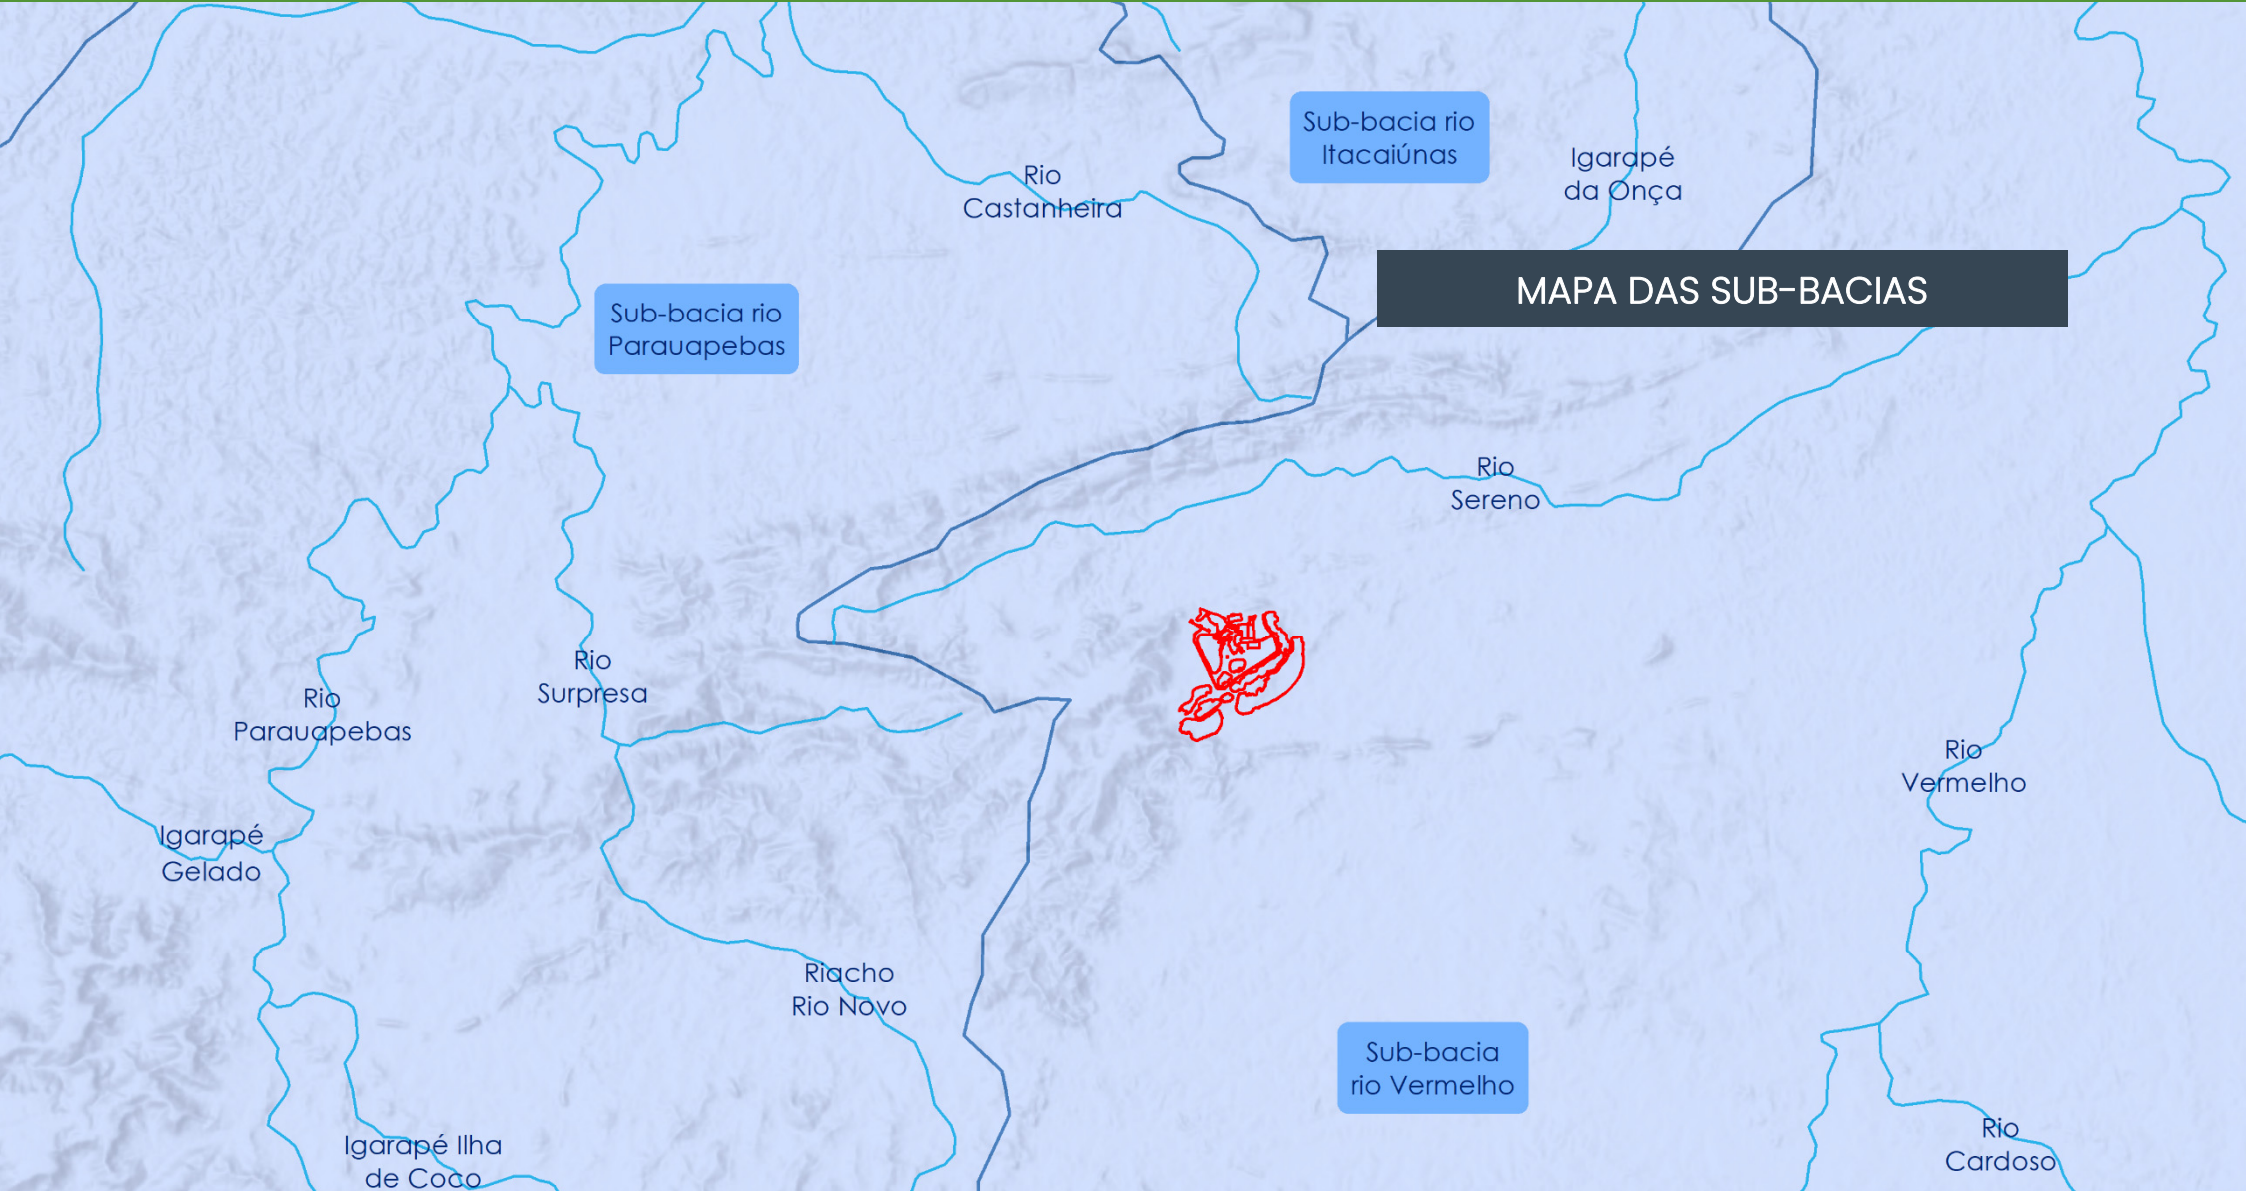 Sub-bacia rio
Itacaiúnas
Igarapé
da Onça
Rio
Castanheira
MAPA DAS SUB-BACIAS
Sub-bacia rio
Parauapebas
Rio
Sereno
Rio
Surpresa
Rio
Parauapebas
Rio
Vermelho
Igarapé
Gelado
Riacho
Rio Novo
Sub-bacia
rio Vermelho
Igarapé Ilha
de Coco
Rio
Cardoso